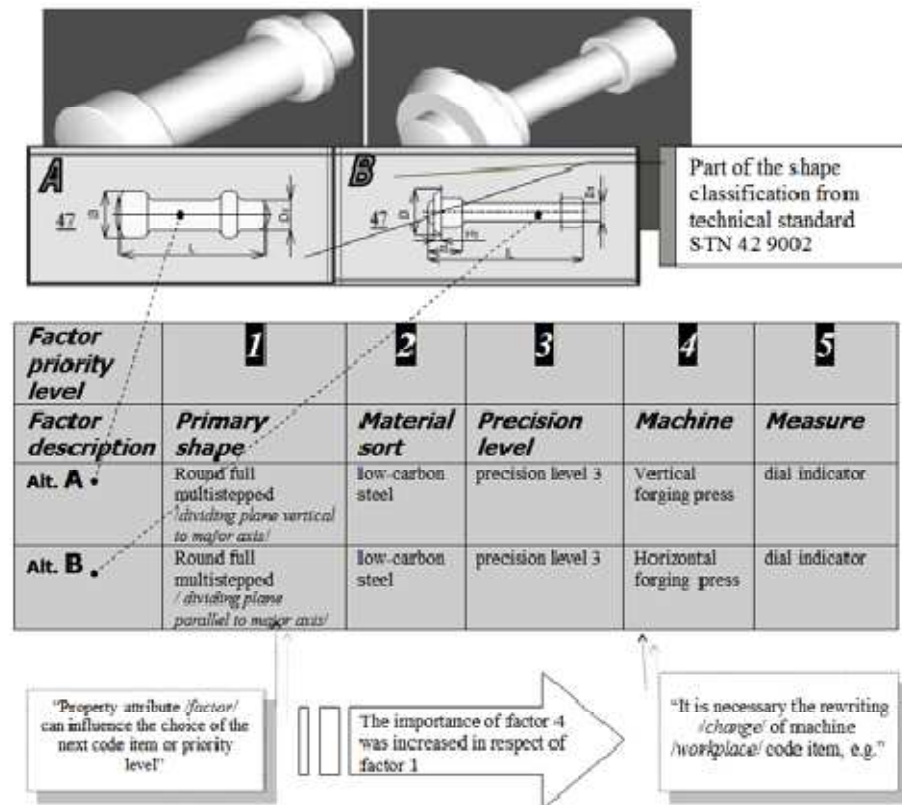 A
47
D
L
D1
B
47
D
H1
L
Part of the shape
classification from
technical standard
STN 42 9002
Factor
priority
level
1
2
3
4
5
Factor
description
Primary
shape
Material
sort
Precision
level
Machine
Measure
Alt. A
Round full
multistepped
/dividing plane vertical
to major axis/
low-carbon
steel
precision level 3
Vertical
forging press
dial indicator
Alt. B
Round full
multistepped
/ dividing plane
parallel to major axis/
low-carbon
steel
precision level 3
Horizontal
forging press
dial indicator
"Property attribute /factor/
can influence the choice of the
next code item or priority
level"
The importance of factor 4
was increased in respect of
factor 1
"It is necessary the rewriting
/change/ of machine
/workplace/ code item, e.g."